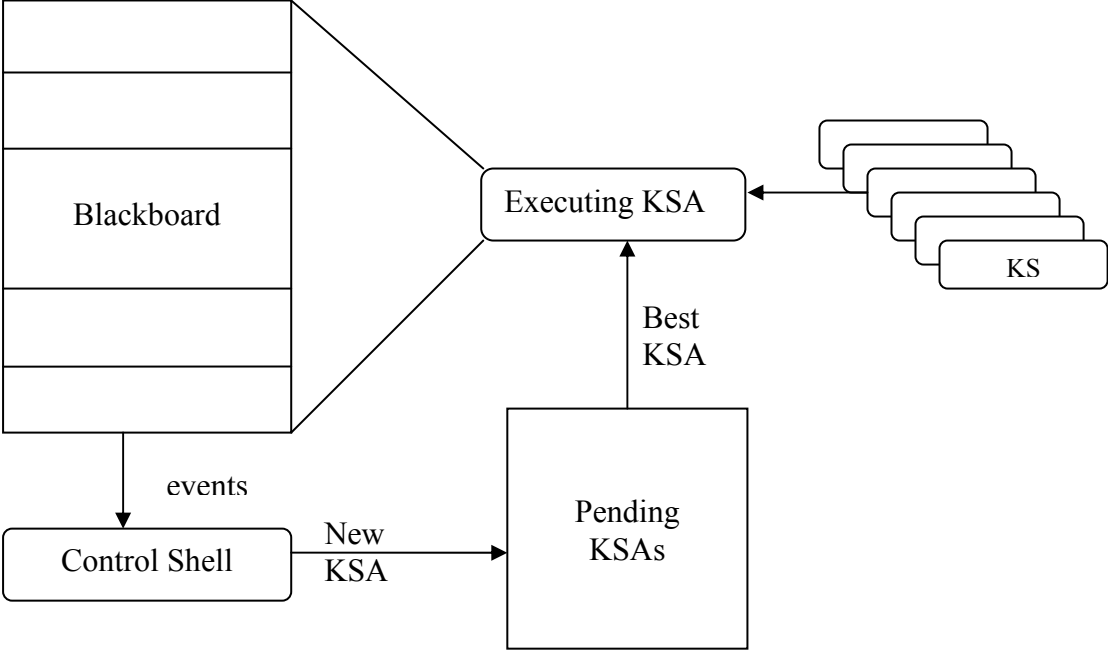 Blackboard
Executing KSA
KS
Best
KSA
events
Control Shell
New
KSA
Pending
KSAs